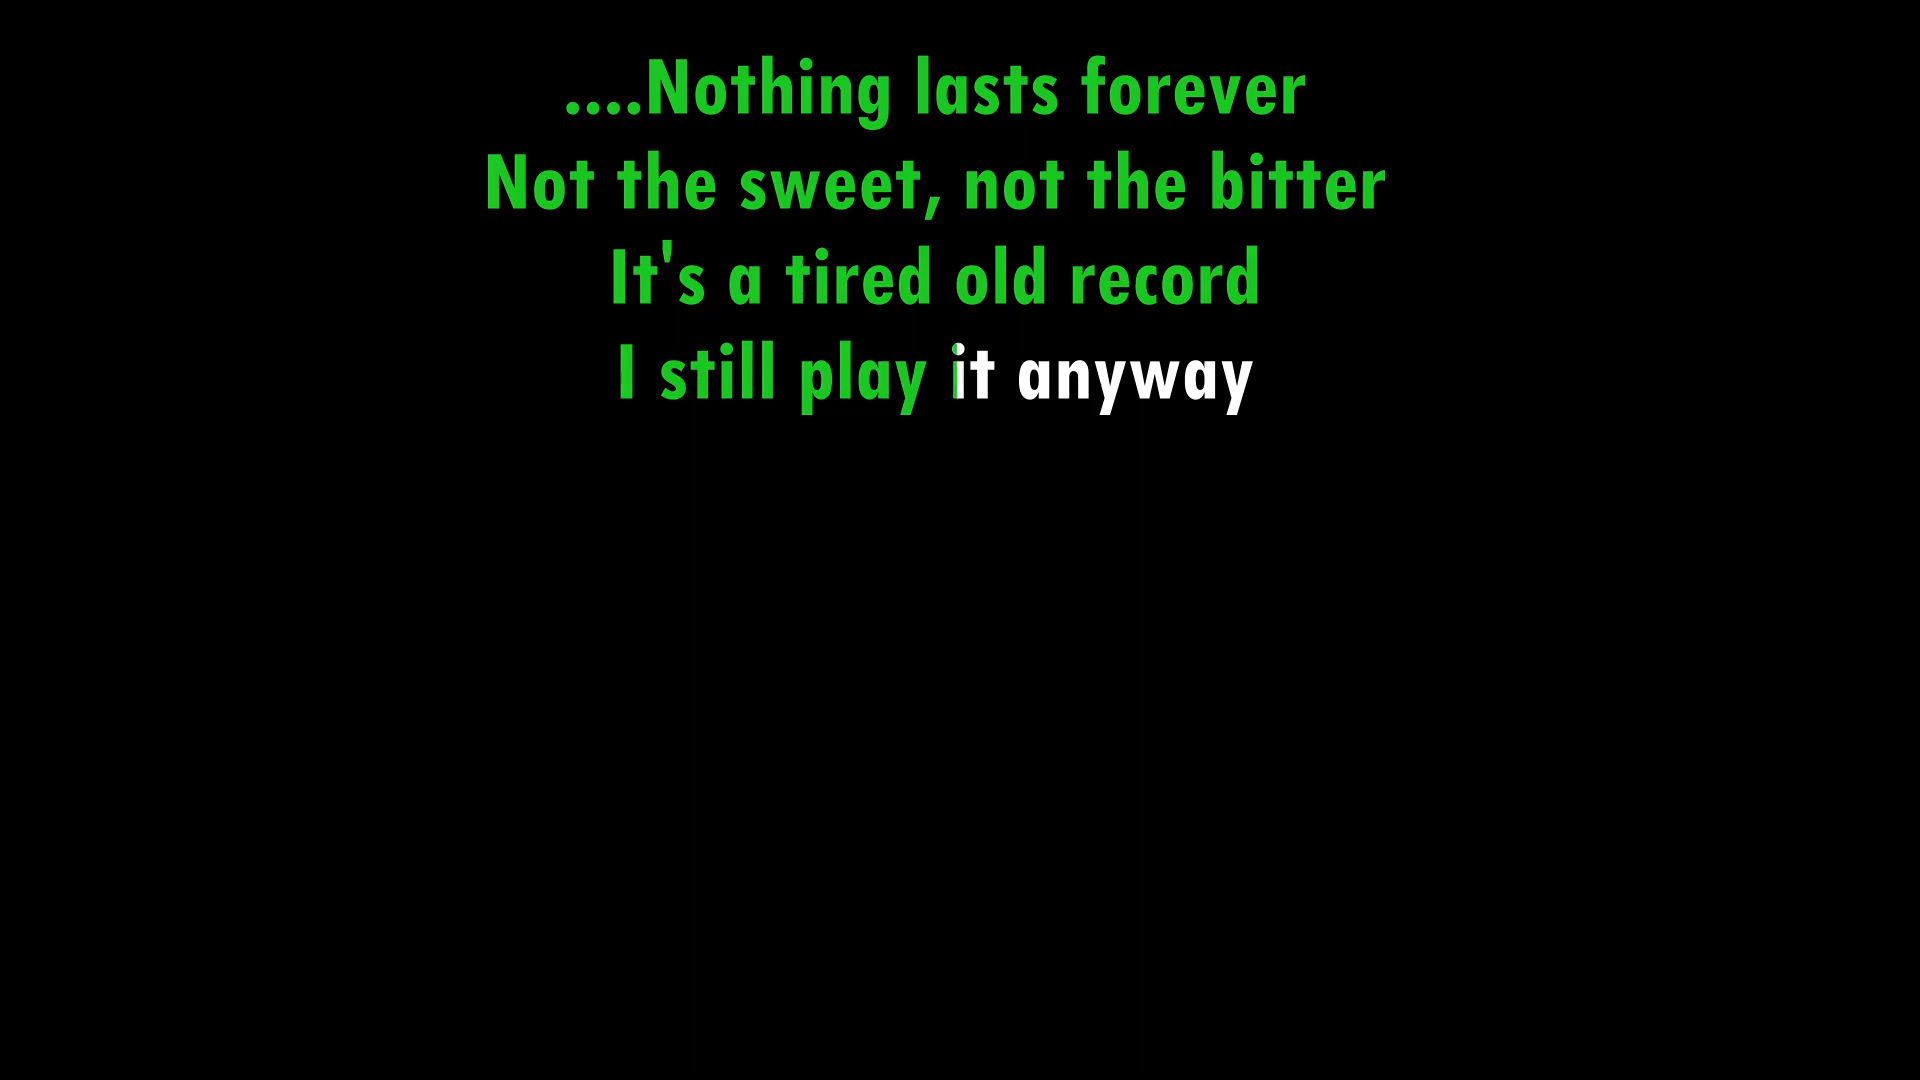 ....Nothing lasts forever
Not the sweet, not the bitter
It's a tired old record
I still play it anyway